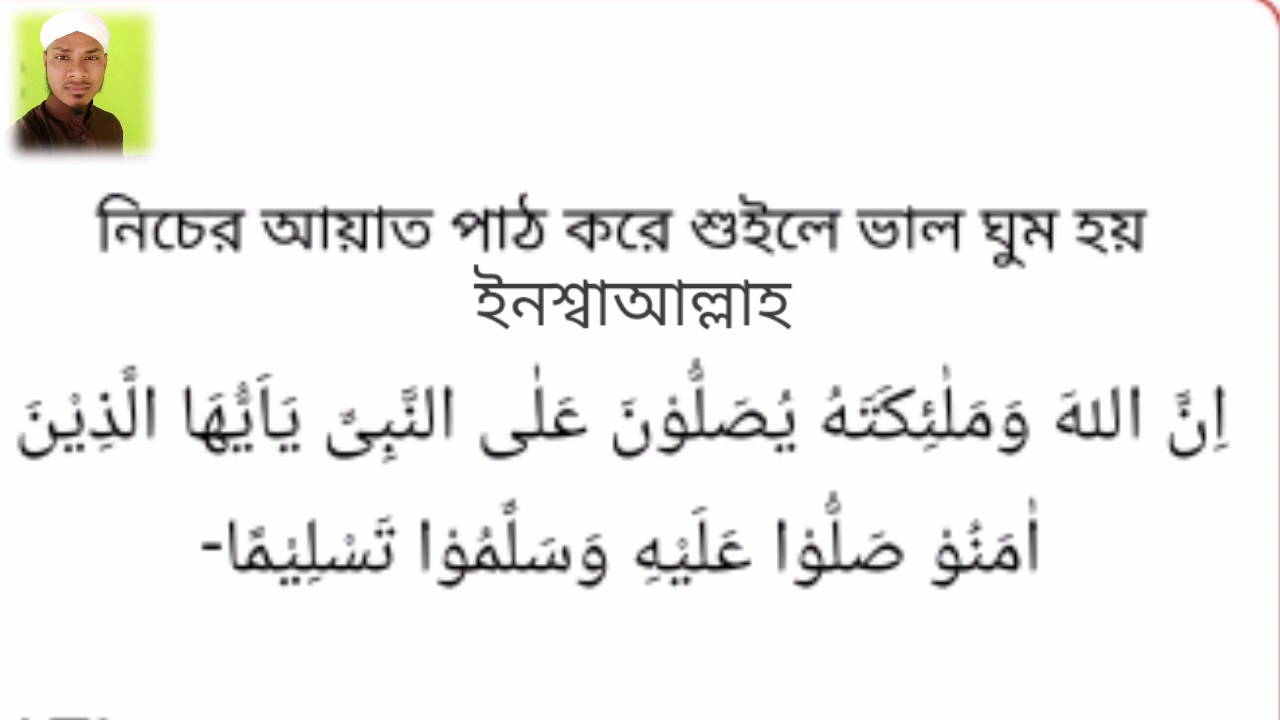 নিচের আয়াত পাঠ করে শুইলে ভাল ঘুম হয়
ইনশ্বাআল্লাহ
اِنَّ اللهَ وَمَلٰئِكَتَهُ يُصَلُّوْنَ عَلٰى النَّبِىٌ يَاَيُّهَا الَّذِيْنَ
اٰمَنُوْ صَلُّوْا عَلَيْهِ وَسَلَّمُوْا تَسْلِيْمًا-